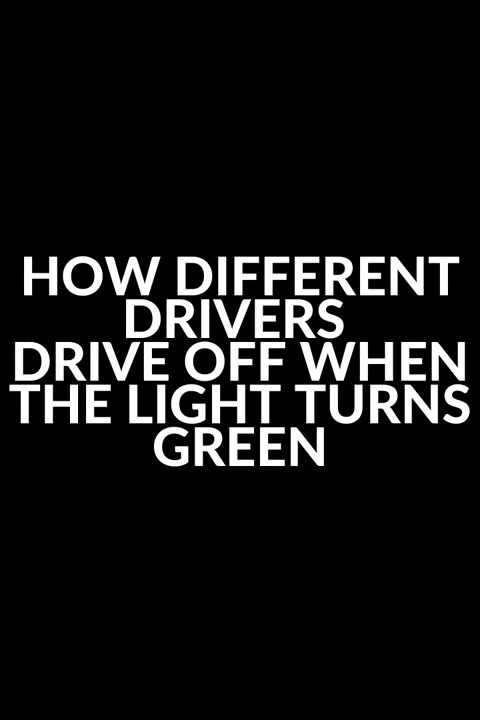 HOW DIFFERENT
DRIVERS
DRIVE OFF WHEN
THE LIGHT TURNS
GREEN